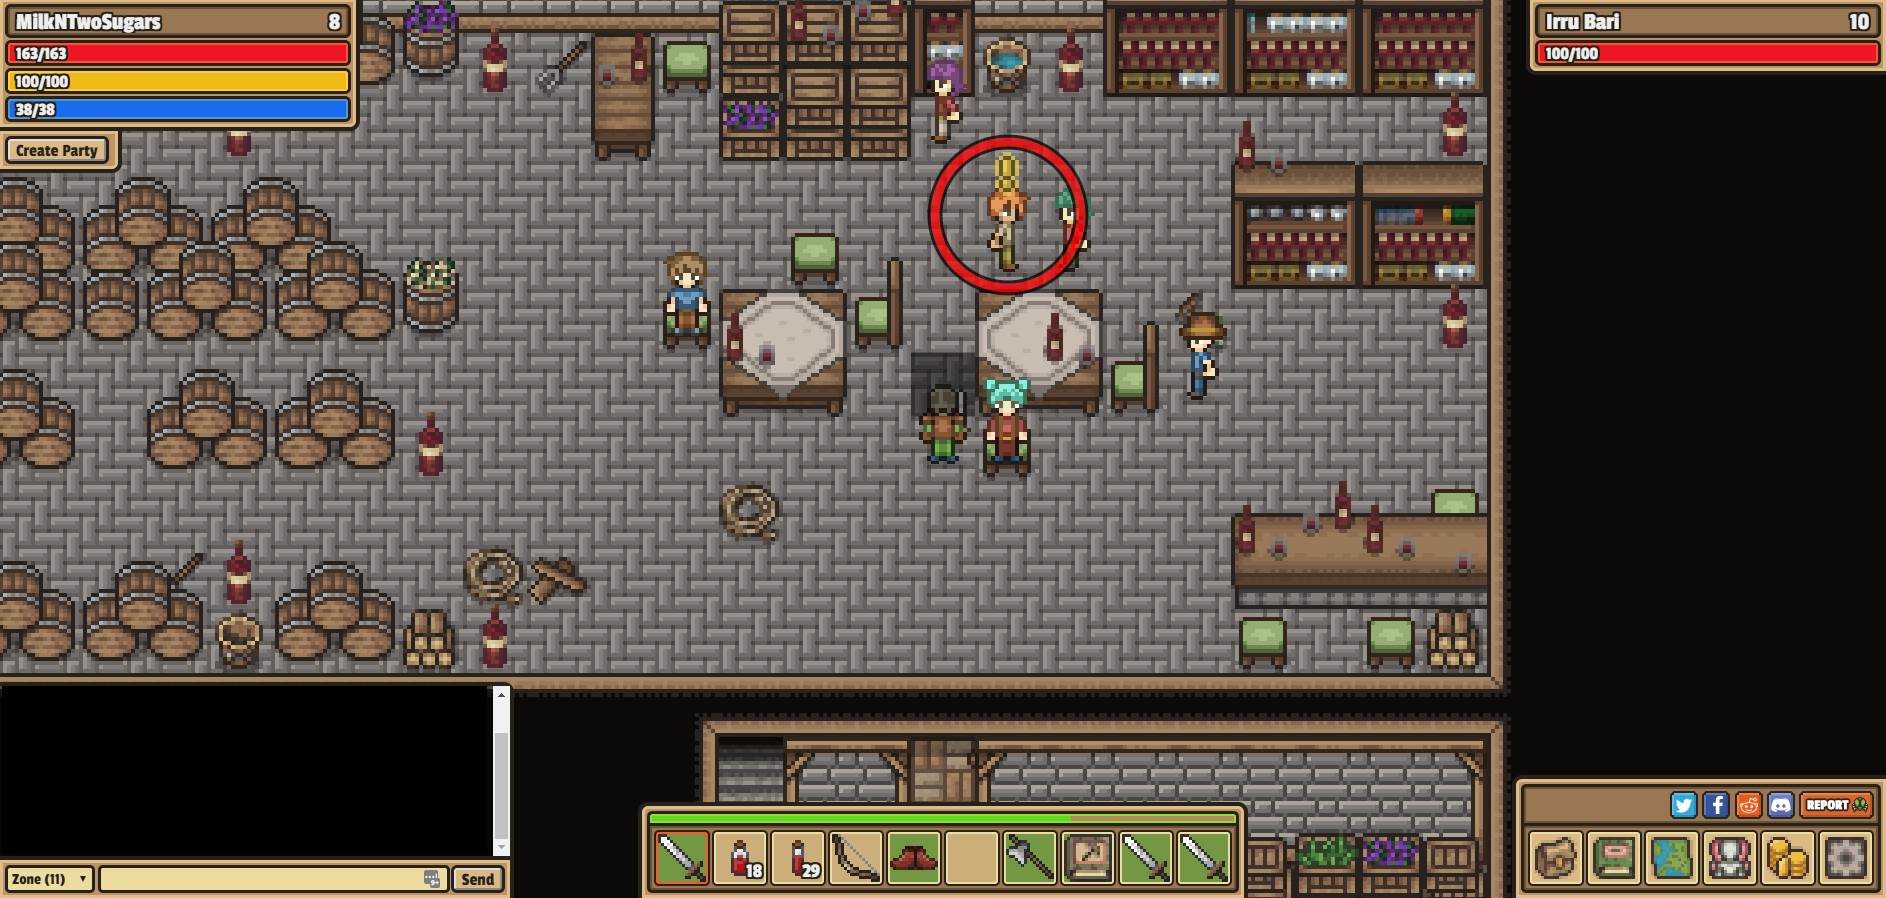 MilkNTwoSugars 8
163/163
100/100
38/38
Create Party
Irru Bari 10
100/100
Zone (11)
Send
18
29
REPORT